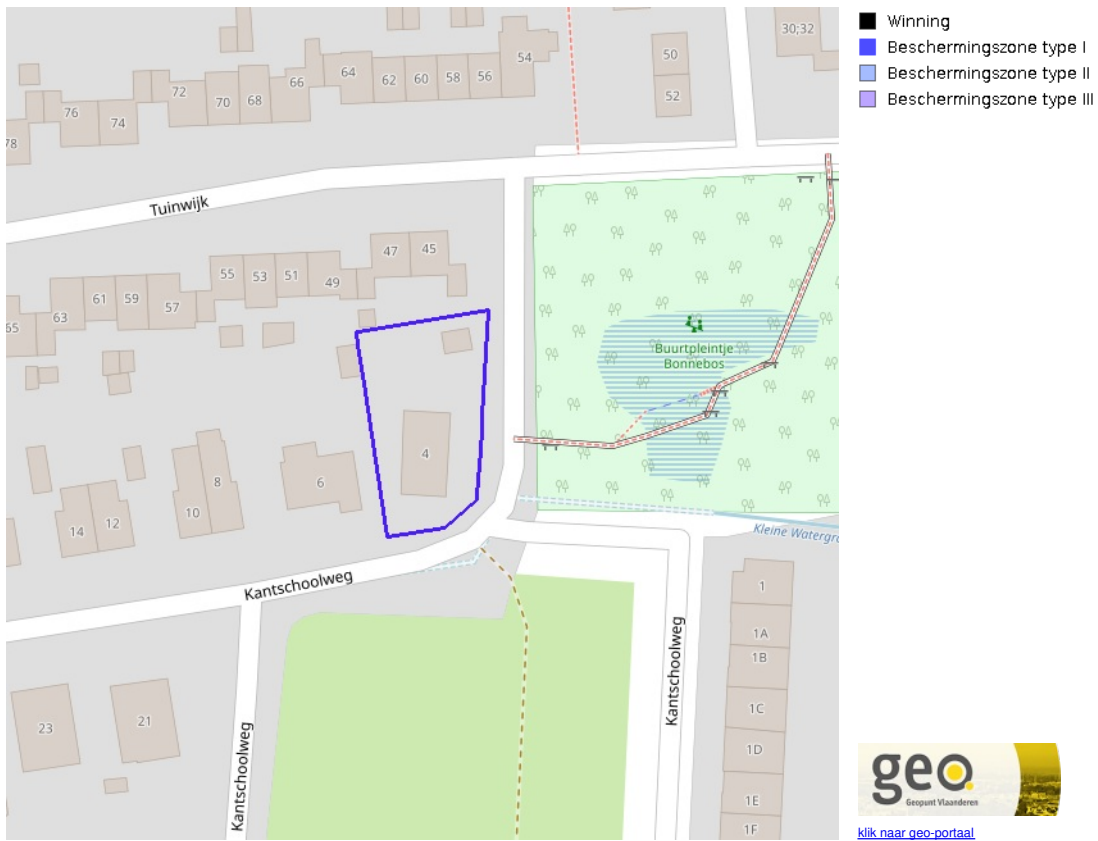 Winning
Beschermingszone type I
Beschermingszone type II
Beschermingszone type III
30;32
54
50
52
64
62
60
58
56
66
72
70
68
76
74
78
Tuinwijk
47
45
55
53
51
49
61
59
57
63
65
Buurtpleintje
Bonnebos
4
6
8
10
12
14
Kleine Watergra
Kantschoolweg
1
1A
1B
1C
1D
1E
1F
Kantschoolweg
Kantschoolweg
23
21
geo
Geopunt Vlaanderen
klik naar geo-portaal